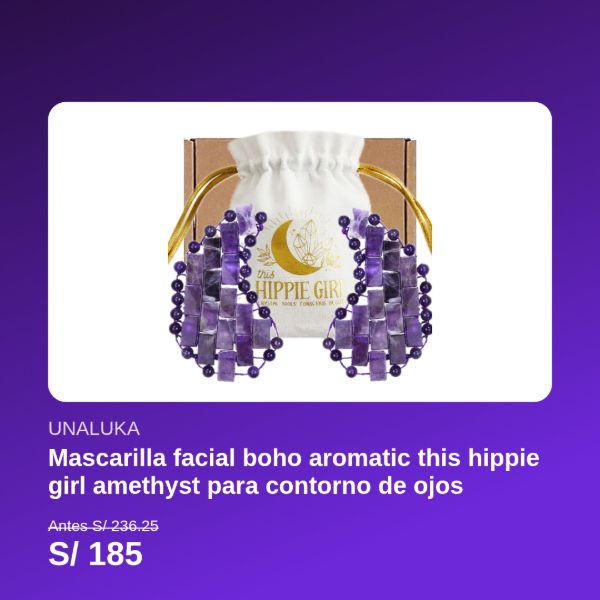 this
HIPPIE GIRL
UNALUKA
Mascarilla facial boho aromatic this hippie
girl amethyst para contorno de ojos
Antes S/ 236.25
S/ 185